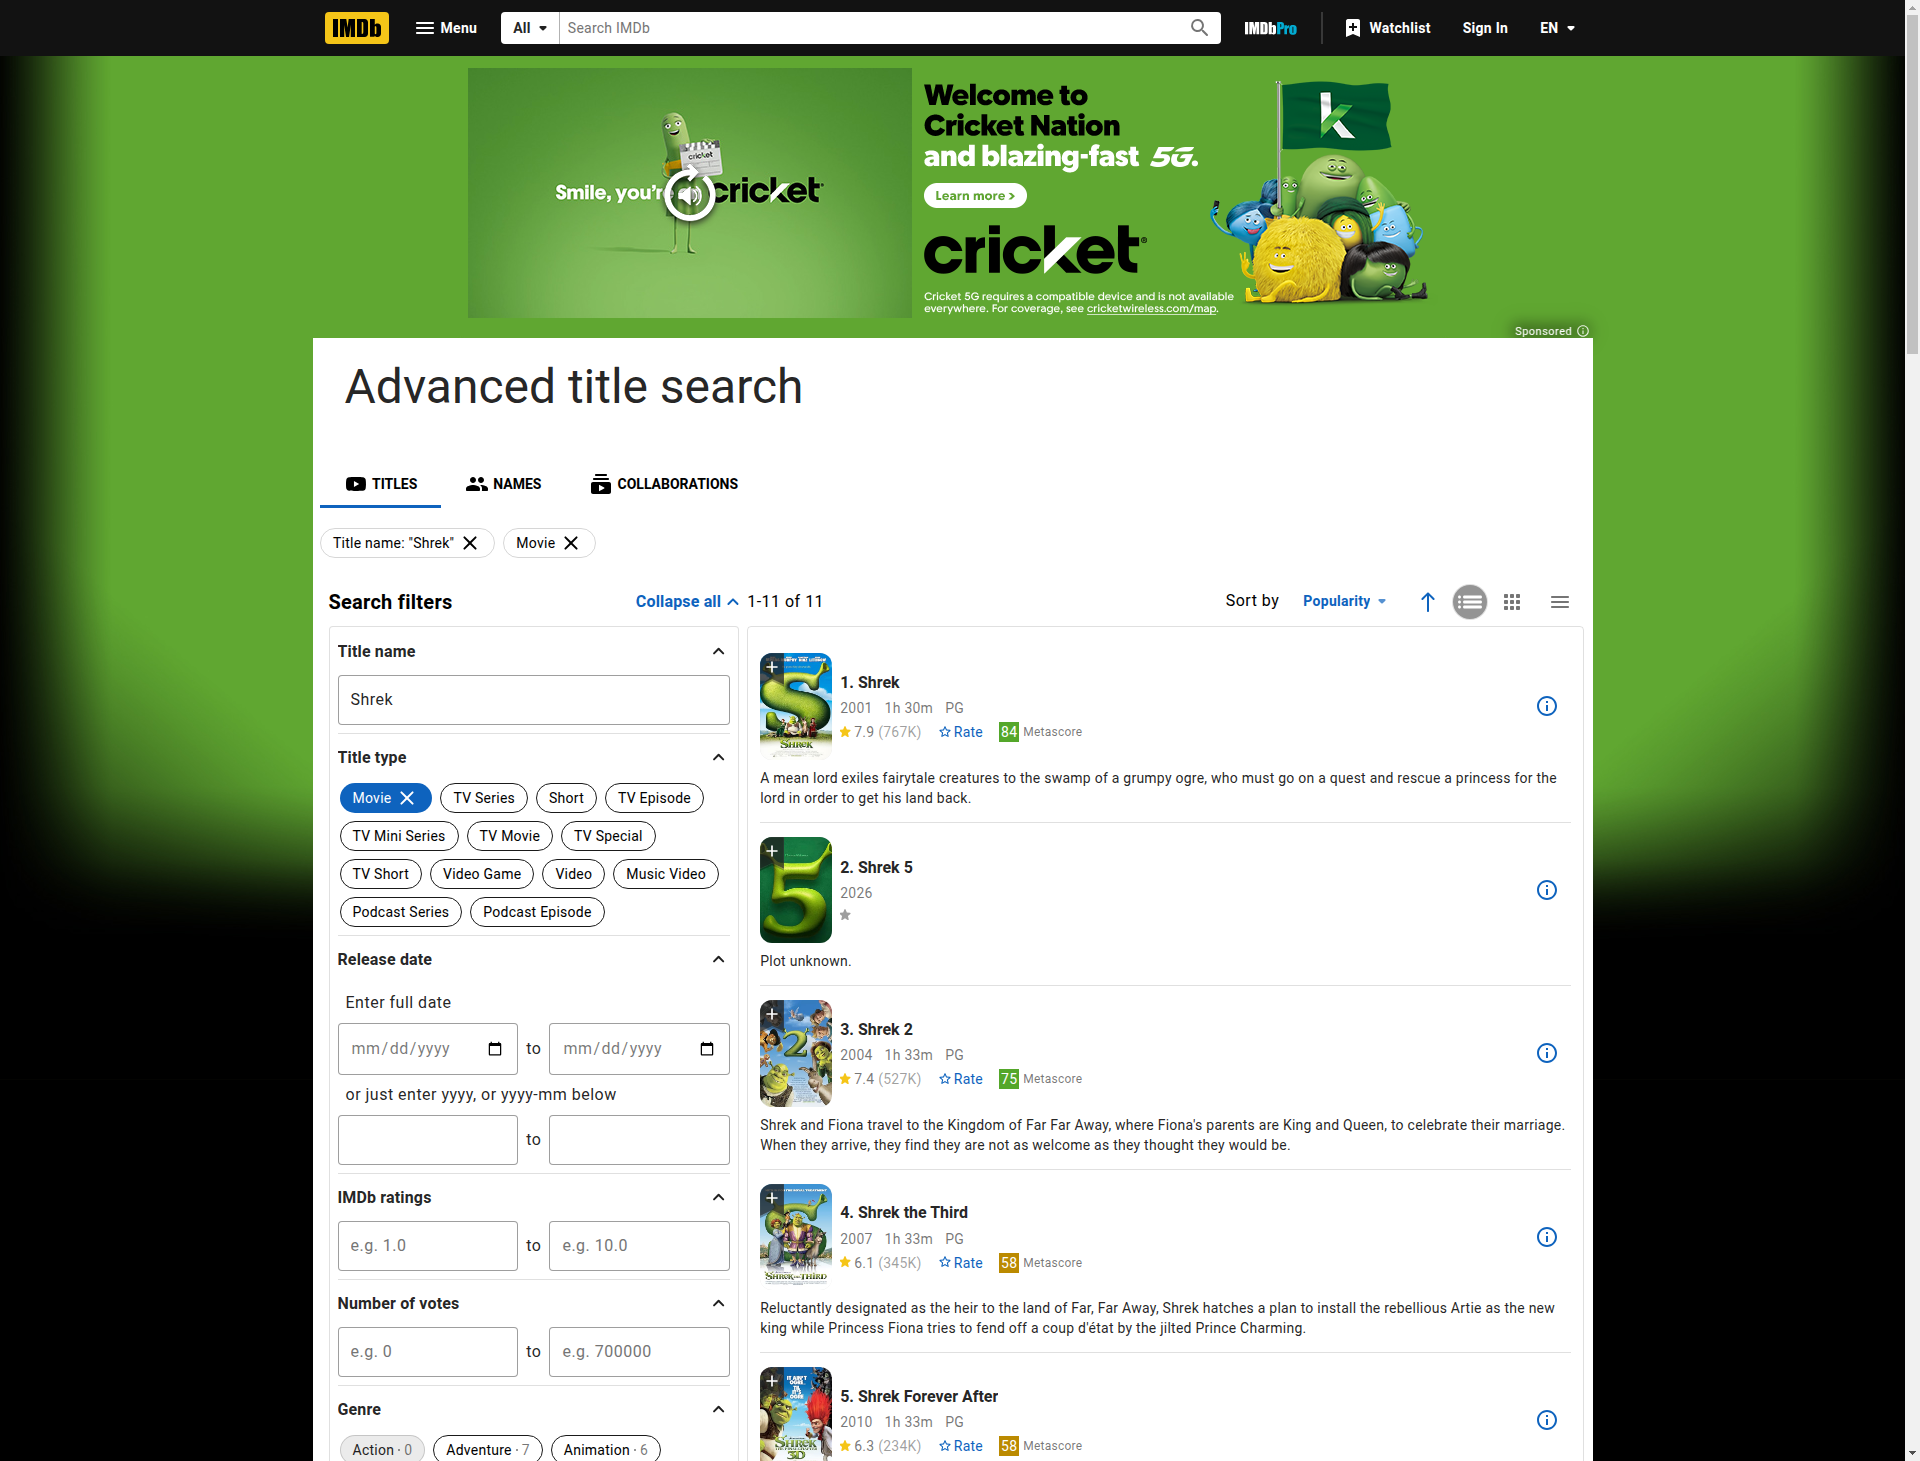 IMDb
Menu
All
Search IMDb
IMDbPro
Watchlist
Sign In
EN
Smile, you're
cricket
cricket
Welcome to
Cricket Nation
and blazing-fast 5G.
Learn more >
cricket
Cricket 5G requires a compatible device and is not available
everywhere. For coverage, see cricketwireless.com/map.
Sponsored
Advanced title search
TITLES
NAMES
COLLABORATIONS
Title name: "Shrek"
Movie
Search filters
Collapse all
1-11 of 11
Sort by
Popularity
Title name
Shrek
Title type
Movie
TV Series
Short
TV Episode
TV Mini Series
TV Movie
TV Special
TV Short
Video Game
Video
Music Video
Podcast Series
Podcast Episode
Release date
Enter full date
mm/dd/yyyy
to
mm/dd/yyyy
or just enter yyyy, or yyyy-mm below
to
IMDb ratings
e.g. 1.0
to
e.g. 10.0
Number of votes
e.g. 0
to
e.g. 700000
Genre
Action · 0
Adventure · 7
Animation · 6
SHREK
1. Shrek
2001 1h 30m PG
7.9 (767K) Rate 84 Metascore
A mean lord exiles fairytale creatures to the swamp of a grumpy ogre, who must go on a quest and rescue a princess for the
lord in order to get his land back.
5
2. Shrek 5
2026
Plot unknown.
2
3. Shrek 2
2004 1h 33m PG
7.4 (527K) Rate 75 Metascore
Shrek and Fiona travel to the Kingdom of Far Far Away, where Fiona's parents are King and Queen, to celebrate their marriage.
When they arrive, they find they are not as welcome as they thought they would be.
SHREK THE THIRD
4. Shrek the Third
2007 1h 33m PG
6.1 (345K) Rate 58 Metascore
Reluctantly designated as the heir to the land of Far, Far Away, Shrek hatches a plan to install the rebellious Artie as the new
king while Princess Fiona tries to fend off a coup d'état by the jilted Prince Charming.
IT AIN'T
OGRE
TIL IT'S
OGRE
SHREK
3D
5. Shrek Forever After
2010 1h 33m PG
6.3 (234K) Rate 58 Metascore